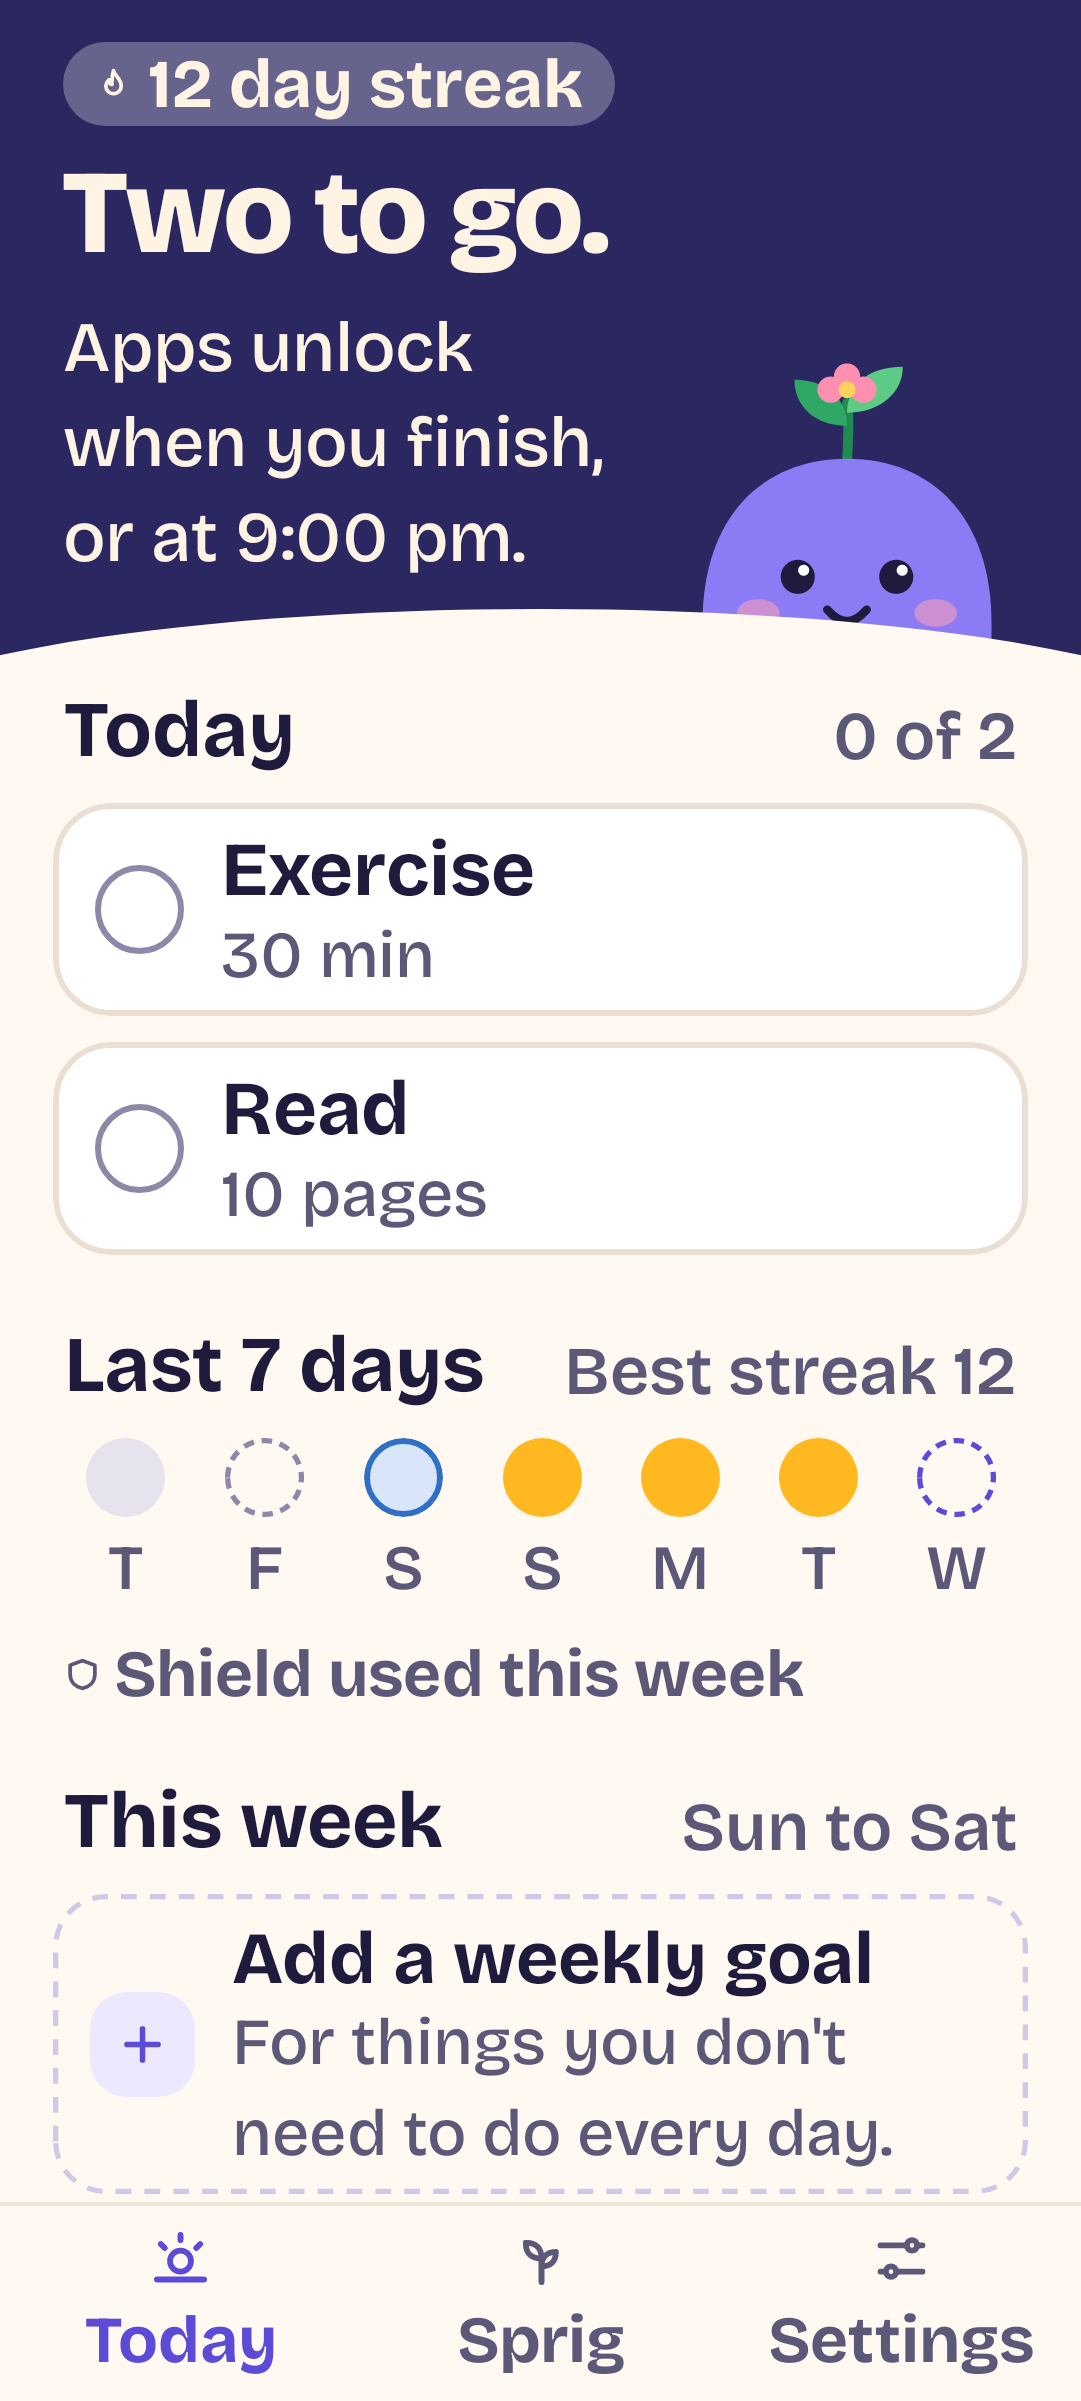 12 day streak
Two to go.
Apps unlock
when you finish,
or at 9:00 pm.
Today
0 of 2
Exercise
30 min
Read
10 pages
Last 7 days
Best streak 12
T F S S M T W
Shield used this week
This week
Sun to Sat
Add a weekly goal
For things you don't
need to do every day.
Today
Sprig
Settings